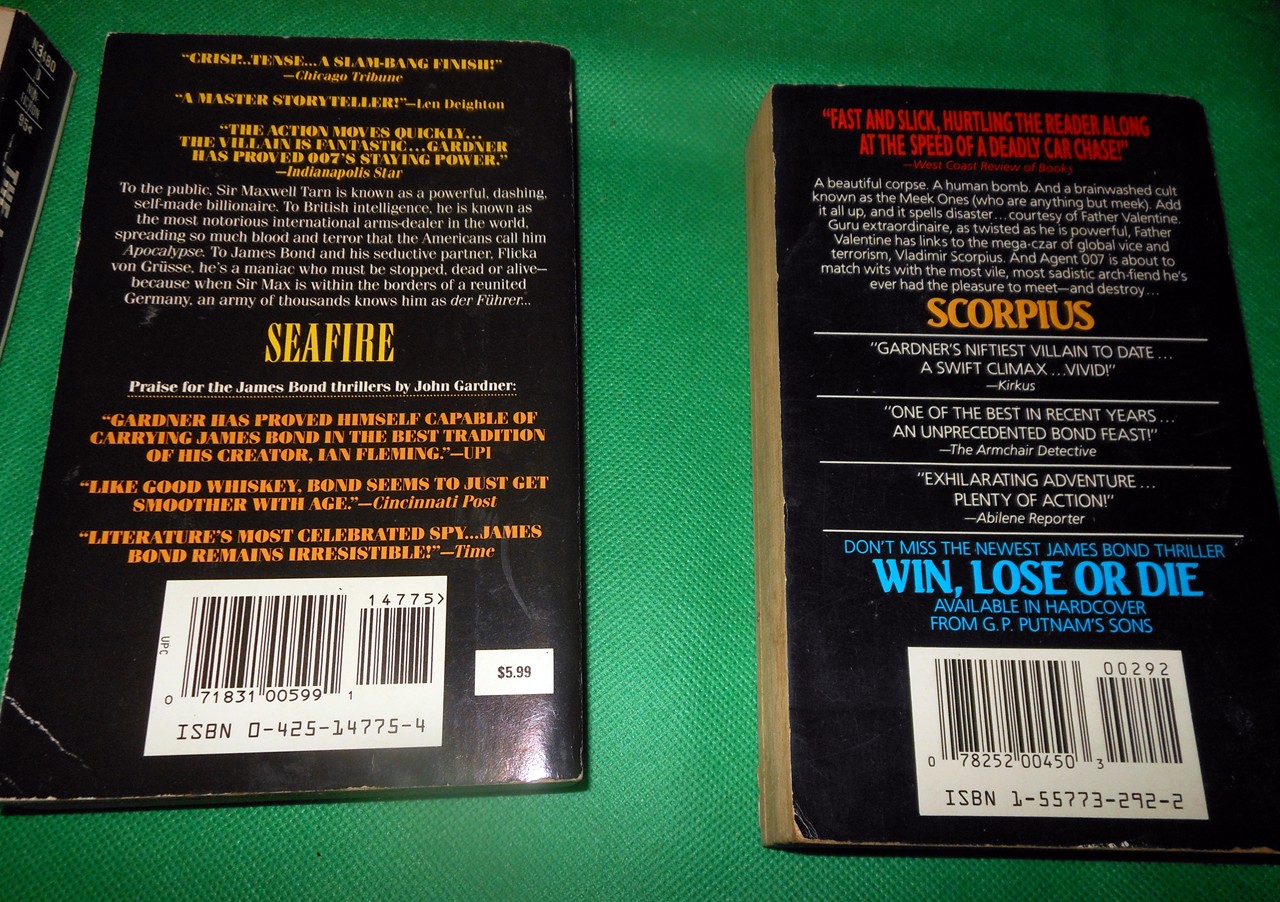 N3180
95¢
THE
"CRISP...TENSE...A SLAM-BANG FINISH!"
—Chicago Tribune
"A MASTER STORYTELLER!"—Len Deighton
"THE ACTION MOVES QUICKLY...
THE VILLAIN IS FANTASTIC...GARDNER
HAS PROVED 007'S STAYING POWER."
—Indianapolis Star
To the public, Sir Maxwell Tarn is known as a powerful, dashing,
self-made billionaire. To British intelligence, he is known as
the most notorious international arms-dealer in the world,
spreading so much blood and terror that the Americans call him
Apocalypse. To James Bond and his seductive partner, Flicka
von Grüsse, he's a maniac who must be stopped, dead or alive—
because when Sir Max is within the borders of a reunited
Germany, an army of thousands knows him as der Führer...
SEAFIRE
Praise for the James Bond thrillers by John Gardner:
"GARDNER HAS PROVED HIMSELF CAPABLE OF
CARRYING JAMES BOND IN THE BEST TRADITION
OF HIS CREATOR, IAN FLEMING."—UPI
"LIKE GOOD WHISKEY, BOND SEEMS TO JUST GET
SMOOTHER WITH AGE."—Cincinnati Post
"LITERATURE'S MOST CELEBRATED SPY...JAMES
BOND REMAINS IRRESISTIBLE!"—Time
14775>
UPC
0 71831 00599 1
ISBN 0-425-14775-4
$5.99
"FAST AND SLICK, HURTLING THE READER ALONG
AT THE SPEED OF A DEADLY CAR CHASE!"
—West Coast Review of Books
A beautiful corpse. A human bomb. And a brainwashed cult
known as the Meek Ones (who are anything but meek). Add
it all up, and it spells disaster...courtesy of Father Valentine.
Guru extraordinaire, as twisted as he is powerful, Father
Valentine has links to the mega-czar of global vice and
terrorism, Vladimir Scorpius. And Agent 007 is about to
match wits with the most vile, most sadistic arch-fiend he's
ever had the pleasure to meet—and destroy...
SCORPIUS
"GARDNER'S NIFTIEST VILLAIN TO DATE...
A SWIFT CLIMAX...VIVID!"
—Kirkus
"ONE OF THE BEST IN RECENT YEARS...
AN UNPRECEDENTED BOND FEAST!"
—The Armchair Detective
"EXHILARATING ADVENTURE...
PLENTY OF ACTION!"
—Abilene Reporter
DON'T MISS THE NEWEST JAMES BOND THRILLER
WIN, LOSE OR DIE
AVAILABLE IN HARDCOVER
FROM G.P. PUTNAM'S SONS
00292
0 78252 00450 3
ISBN 1-55773-292-2